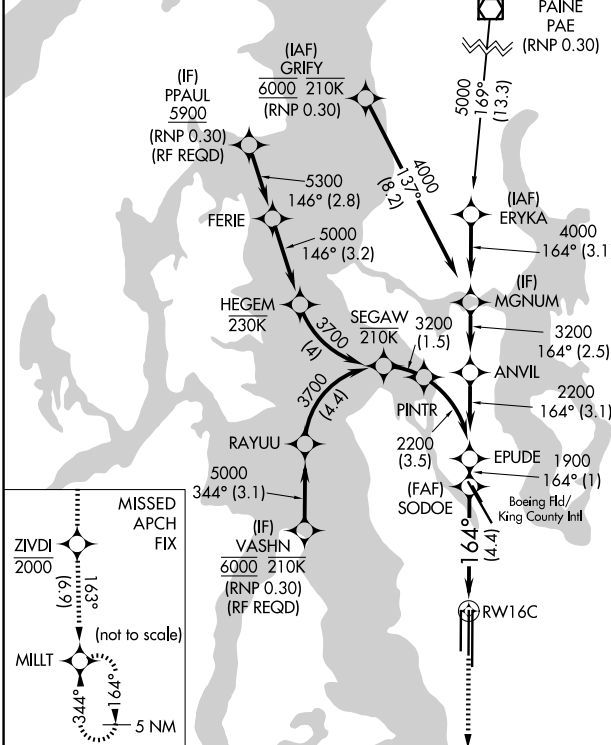 PAINE
PAE
(RNP 0.30)
5000
169°
(13.3)
(IAF)
GRIFY
6000 210K
(RNP 0.30)
(IF)
PPAUL
5900
(RNP 0.30)
(RF REQD)
4000
137°
(8.2)
5300
146° (2.8)
FERIE
5000
146° (3.2)
(IAF)
ERYKA
4000
164° (3.1
(IF)
MGNUM
HEGEM
230K
3700
(4)
SEGAW
210K
3200
(1.5)
3200
164° (2.5)
ANVIL
PINTR
2200
164° (3.1)
3700
(4.4)
RAYUU
2200
(3.5)
EPUDE
1900
164° (1)
(FAF)
SODOE
Boeing Fld/
King County Intl
5000
344° (3.1)
(IF)
VASHN
6000 210K
(RNP 0.30)
(RF REQD)
164°
(4.4)
RW16C
MISSED
APCH
FIX
ZIVDI
2000
163°
(6.9)
(not to scale)
MILLT
344°
164°
5 NM